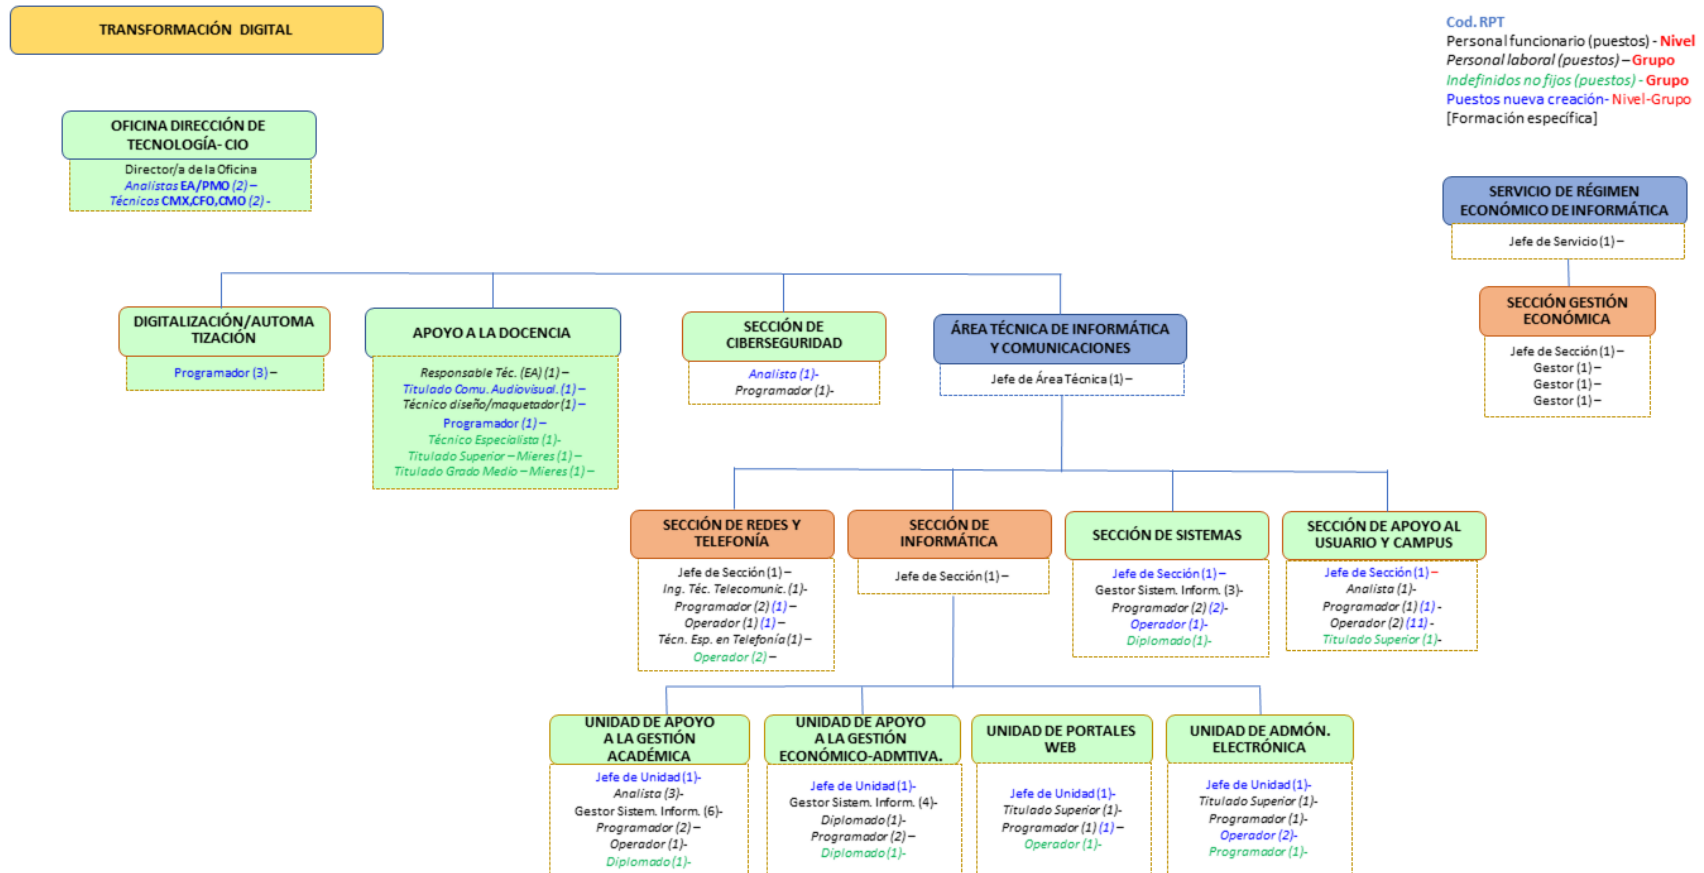 TRANSFORMACIÓN DIGITAL
Cod. RPT
Personal funcionario (puestos) - Nivel
Personal laboral (puestos) – Grupo
Indefinidos no fijos (puestos) - Grupo
Puestos nueva creación- Nivel-Grupo
[Formación específica]
OFICINA DIRECCIÓN DE
TECNOLOGÍA- CIO
Director/a de la Oficina
Analistas EA/PMO (2) –
Técnicos CMX,CFO,CMO (2) -
SERVICIO DE RÉGIMEN
ECONÓMICO DE INFORMÁTICA
Jefe de Servicio (1) –
SECCIÓN GESTIÓN
ECONÓMICA
Jefe de Sección (1) –
Gestor (1) –
Gestor (1) –
Gestor (1) –
DIGITALIZACIÓN/AUTOMA
TIZACIÓN
Programador (3) –
APOYO A LA DOCENCIA
Responsable Téc. (EA) (1) –
Titulado Comu. Audiovisual. (1) –
Técnico diseño/maquetador (1) –
Programador (1) –
Técnico Especialista (1)-
Titulado Superior – Mieres (1) –
Titulado Grado Medio – Mieres (1) –
SECCIÓN DE
CIBERSEGURIDAD
Analista (1)-
Programador (1)-
ÁREA TÉCNICA DE INFORMÁTICA
Y COMUNICACIONES
Jefe de Área Técnica (1) –
SECCIÓN DE REDES Y
TELEFONÍA
Jefe de Sección (1) –
Ing. Téc. Telecomunic. (1)-
Programador (2) (1) –
Operador (1) (1) –
Técn. Esp. en Telefonía (1) –
Operador (2) –
SECCIÓN DE
INFORMÁTICA
Jefe de Sección (1) –
SECCIÓN DE SISTEMAS
Jefe de Sección (1) –
Gestor Sistem. Inform. (3)-
Programador (2) (2)-
Operador (1)-
Diplomado (1)-
SECCIÓN DE APOYO AL
USUARIO Y CAMPUS
Jefe de Sección (1) –
Analista (1)-
Programador (1) (1) -
Operador (2) (11) -
Titulado Superior (1)-
UNIDAD DE APOYO
A LA GESTIÓN
ACADÉMICA
Jefe de Unidad (1)-
Analista (3)-
Gestor Sistem. Inform. (6)-
Programador (2) –
Operador (1)-
Diplomado (1)-
UNIDAD DE APOYO
A LA GESTIÓN
ECONÓMICO-ADMTIVA.
Jefe de Unidad (1)-
Gestor Sistem. Inform. (4)-
Diplomado (1)-
Programador (2) –
Diplomado (1)-
UNIDAD DE PORTALES
WEB
Jefe de Unidad (1)-
Titulado Superior (1)-
Programador (1) (1) –
Operador (1)-
UNIDAD DE ADMÓN.
ELECTRÓNICA
Jefe de Unidad (1)-
Titulado Superior (1)-
Programador (1)-
Operador (2)-
Programador (1)-